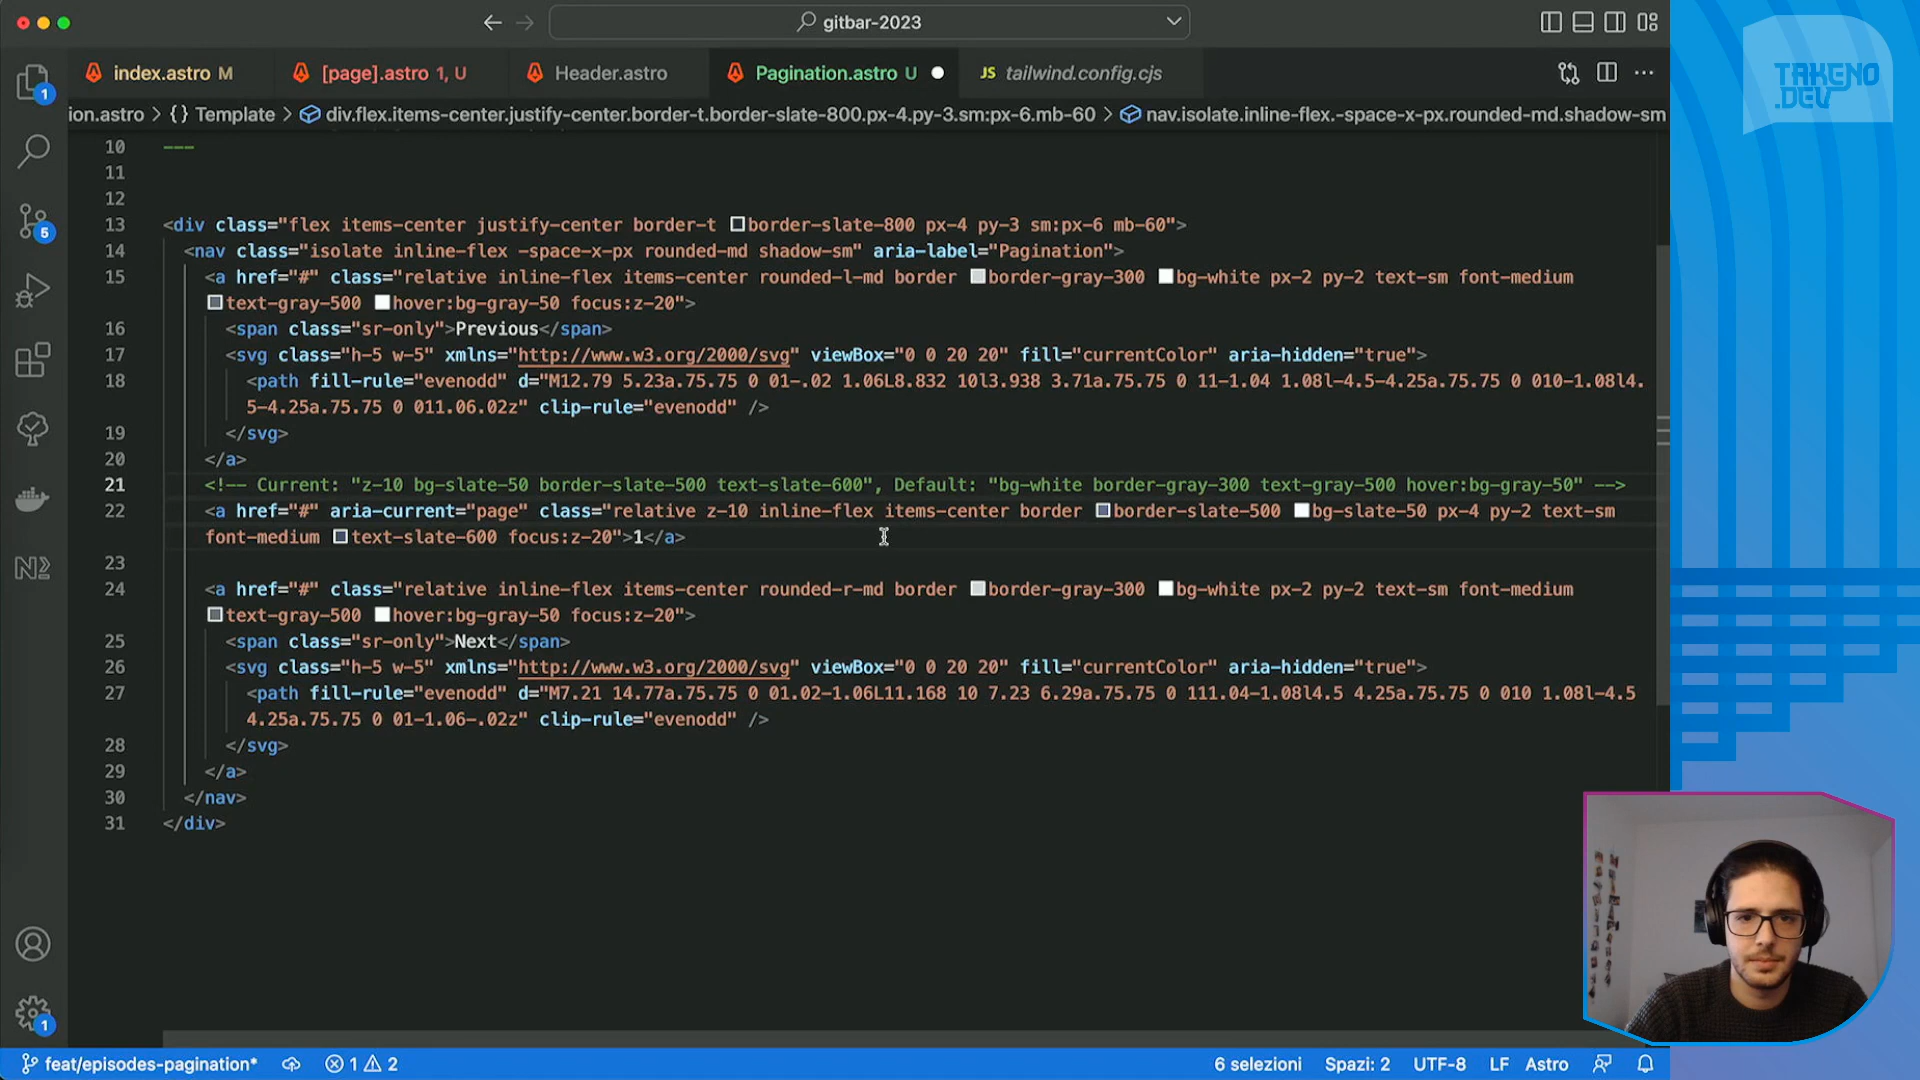 gitbar-2023
index.astro M
[page].astro 1, U
Header.astro
Pagination.astro U
JS tailwind.config.cjs
TAKENO
.DEV
ion.astro > {} Template > div.flex.items-center.justify-center.border-t.border-slate-800.px-4.py-3.sm:px-6.mb-60 > nav.isolate.inline-flex.-space-x-px.rounded-md.shadow-sm
10 ---
11
12
13 <div class="flex items-center justify-center border-t border-slate-800 px-4 py-3 sm:px-6 mb-60">
14 <nav class="isolate inline-flex -space-x-px rounded-md shadow-sm" aria-label="Pagination">
15 <a href="#" class="relative inline-flex items-center rounded-l-md border border-gray-300 bg-white px-2 py-2 text-sm font-medium
text-gray-500 hover:bg-gray-50 focus:z-20">
16 <span class="sr-only">Previous</span>
17 <svg class="h-5 w-5" xmlns="http://www.w3.org/2000/svg" viewBox="0 0 20 20" fill="currentColor" aria-hidden="true">
18 <path fill-rule="evenodd" d="M12.79 5.23a.75.75 0 01-.02 1.06L8.832 10l3.938 3.71a.75.75 0 11-1.04 1.08l-4.5-4.25a.75.75 0 010-1.08l4.
5-4.25a.75.75 0 011.06.02z" clip-rule="evenodd" />
19 </svg>
20 </a>
21 <!-- Current: "z-10 bg-slate-50 border-slate-500 text-slate-600", Default: "bg-white border-gray-300 text-gray-500 hover:bg-gray-50" -->
22 <a href="#" aria-current="page" class="relative z-10 inline-flex items-center border border-slate-500 bg-slate-50 px-4 py-2 text-sm
font-medium text-slate-600 focus:z-20">1</a>
23
24 <a href="#" class="relative inline-flex items-center rounded-r-md border border-gray-300 bg-white px-2 py-2 text-sm font-medium
text-gray-500 hover:bg-gray-50 focus:z-20">
25 <span class="sr-only">Next</span>
26 <svg class="h-5 w-5" xmlns="http://www.w3.org/2000/svg" viewBox="0 0 20 20" fill="currentColor" aria-hidden="true">
27 <path fill-rule="evenodd" d="M7.21 14.77a.75.75 0 01.02-1.06L11.168 10 7.23 6.29a.75.75 0 111.04-1.08l4.5 4.25a.75.75 0 010 1.08l-4.5
4.25a.75.75 0 01-1.06-.02z" clip-rule="evenodd" />
28 </svg>
29 </a>
30 </nav>
31 </div>
1
5
N
1
feat/episodes-pagination* 1 2
6 selezioni Spazi: 2 UTF-8 LF Astro